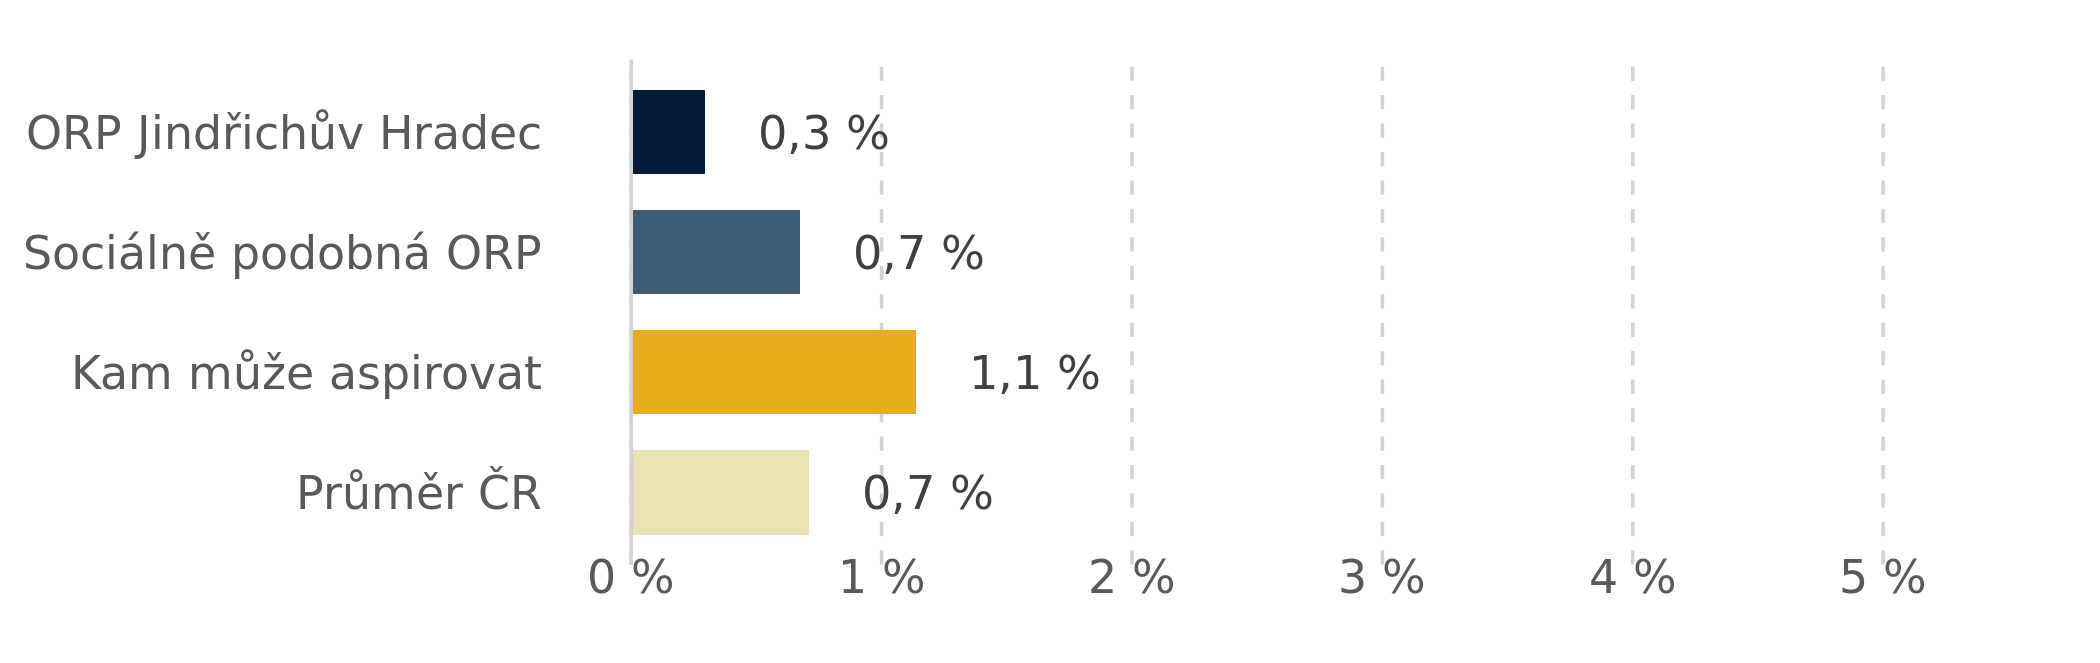 ORP Jindřichův Hradec 0,3 %
Sociálně podobná ORP 0,7 %
Kam může aspirovat 1,1 %
Průměr ČR 0,7 %
0 % 1 % 2 % 3 % 4 % 5 %